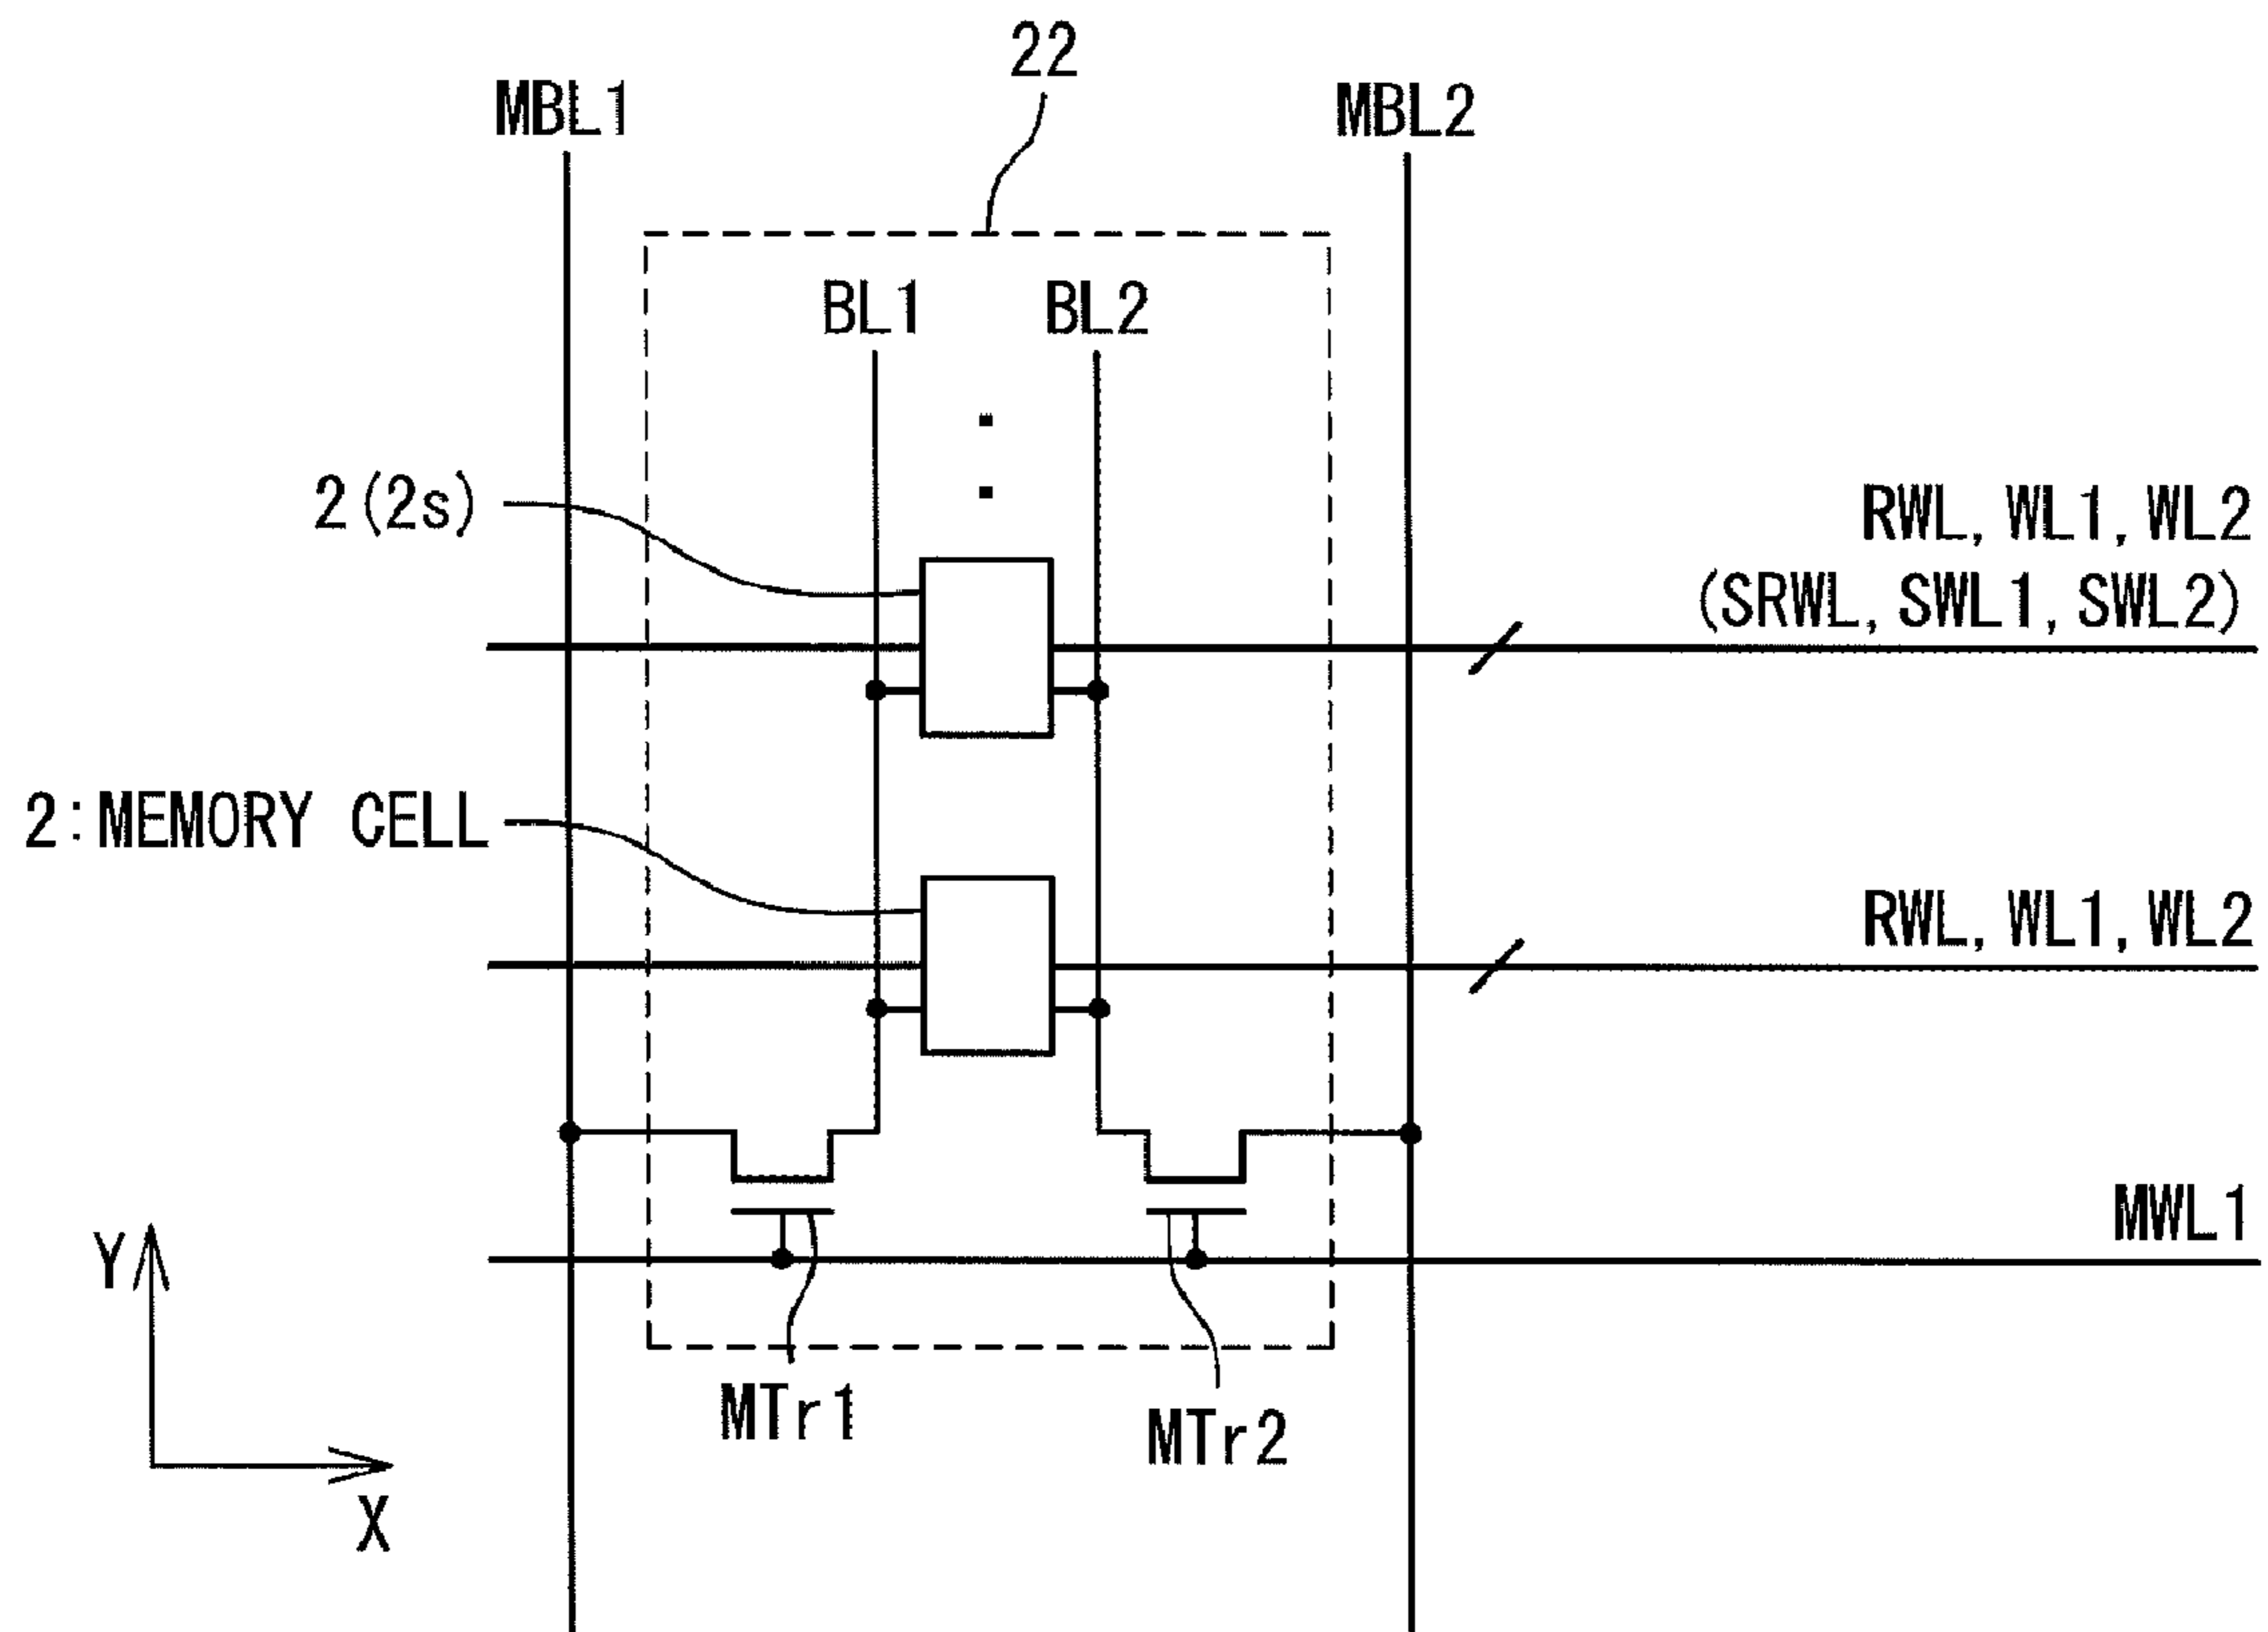 22
MBL1
MBL2
BL1
BL2
2(2s)
RWL, WL1, WL2
(SRWL, SWL1, SWL2)
2:MEMORY CELL
RWL, WL1, WL2
MWL1
Y
X
MTr1
MTr2